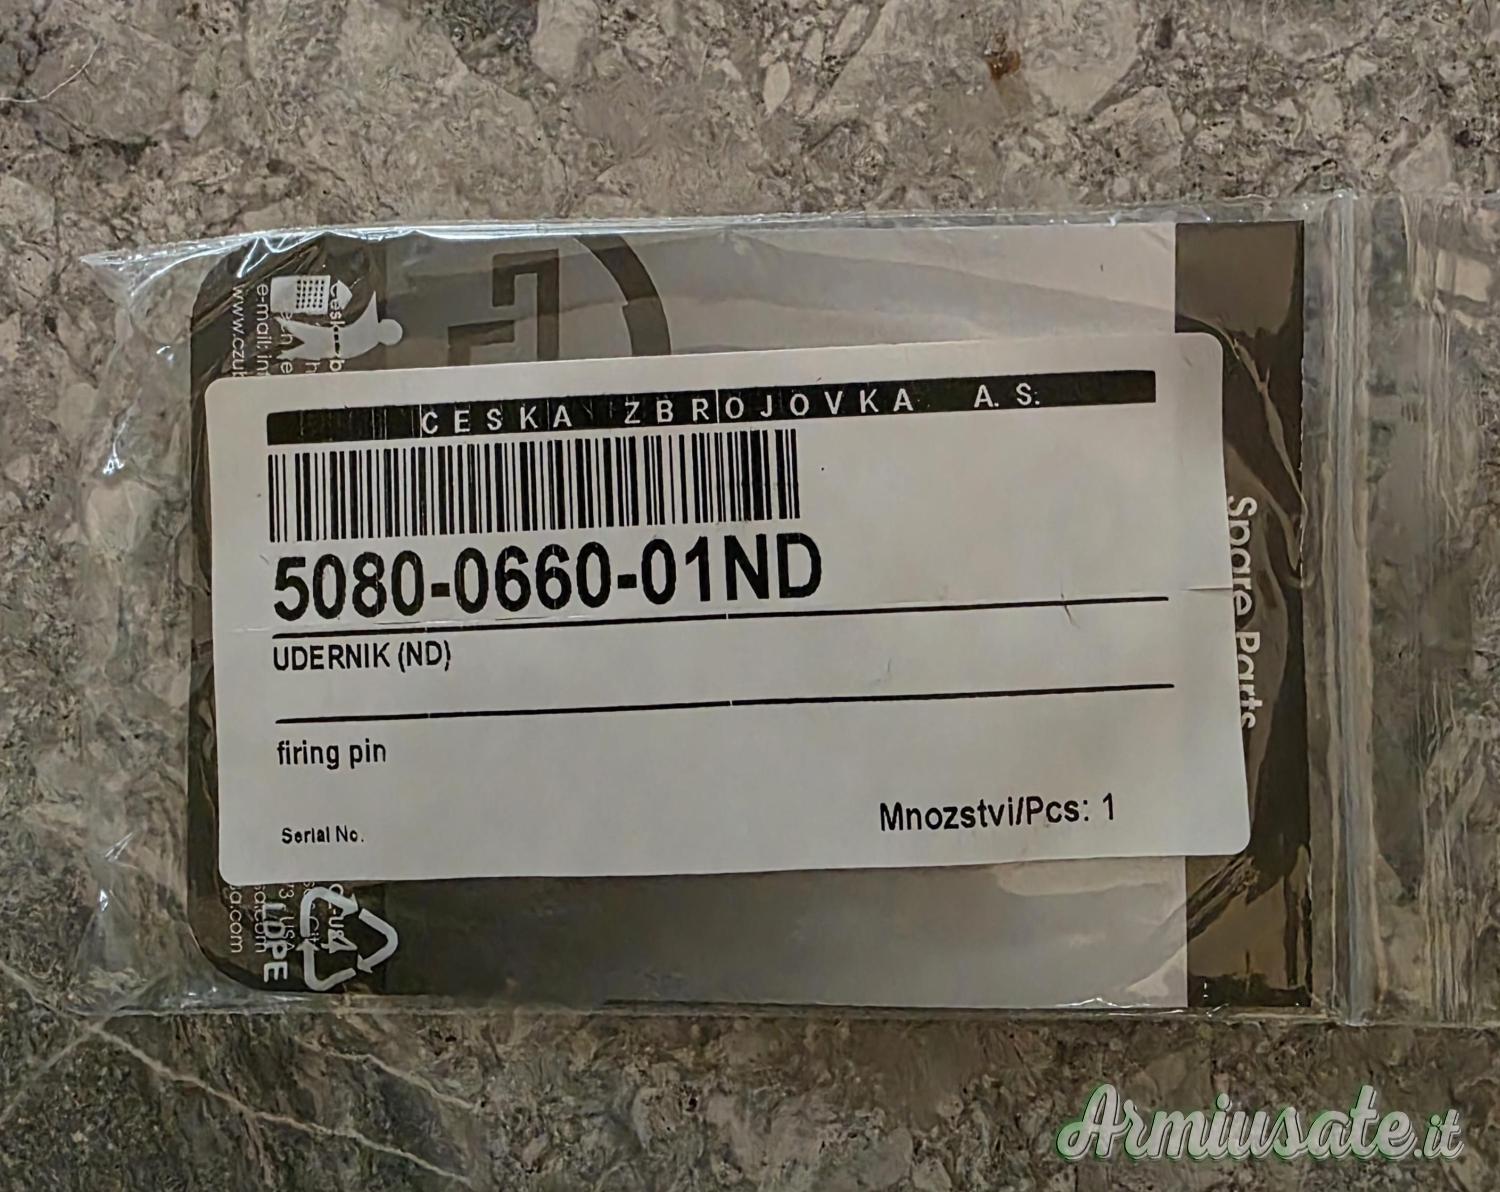 CESKA ZBROJOVKA A.S.
5080-0660-01ND
UDERNIK (ND)
firing pin
Serial No.
Mnozstvi/Pcs: 1
Spare Parts
LDPE
Armiusate.it